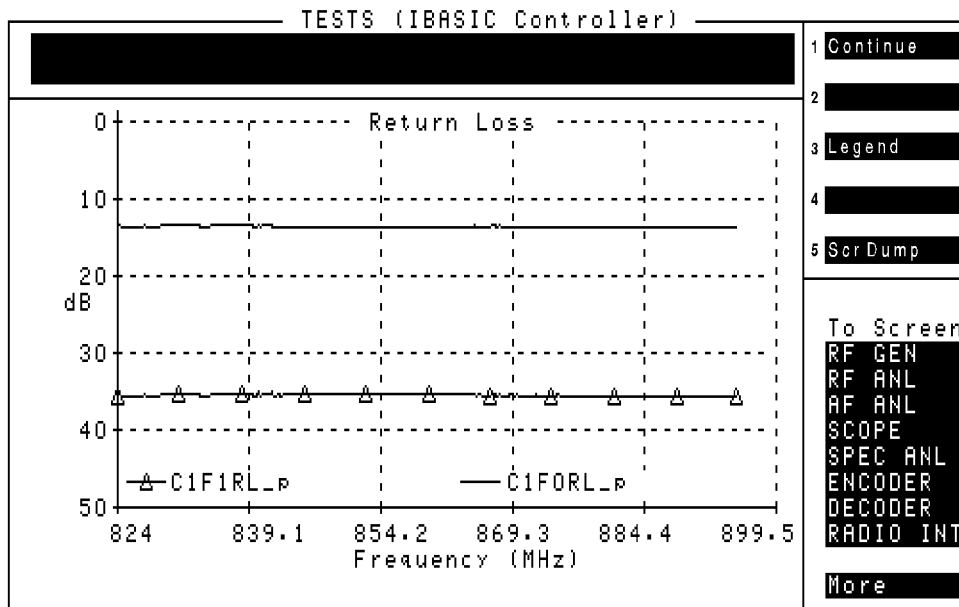 TESTS (IBASIC Controller)
1 Continue
2
3 Legend
4
5 Scr Dump
Return Loss
0
10
20
dB
30
40
50
C1F1RL_p
C1F0RL_p
824 839.1 854.2 869.3 884.4 899.5
Frequency (MHz)
To Screen
RF GEN
RF ANL
AF ANL
SCOPE
SPEC ANL
ENCODER
DECODER
RADIO INT
More